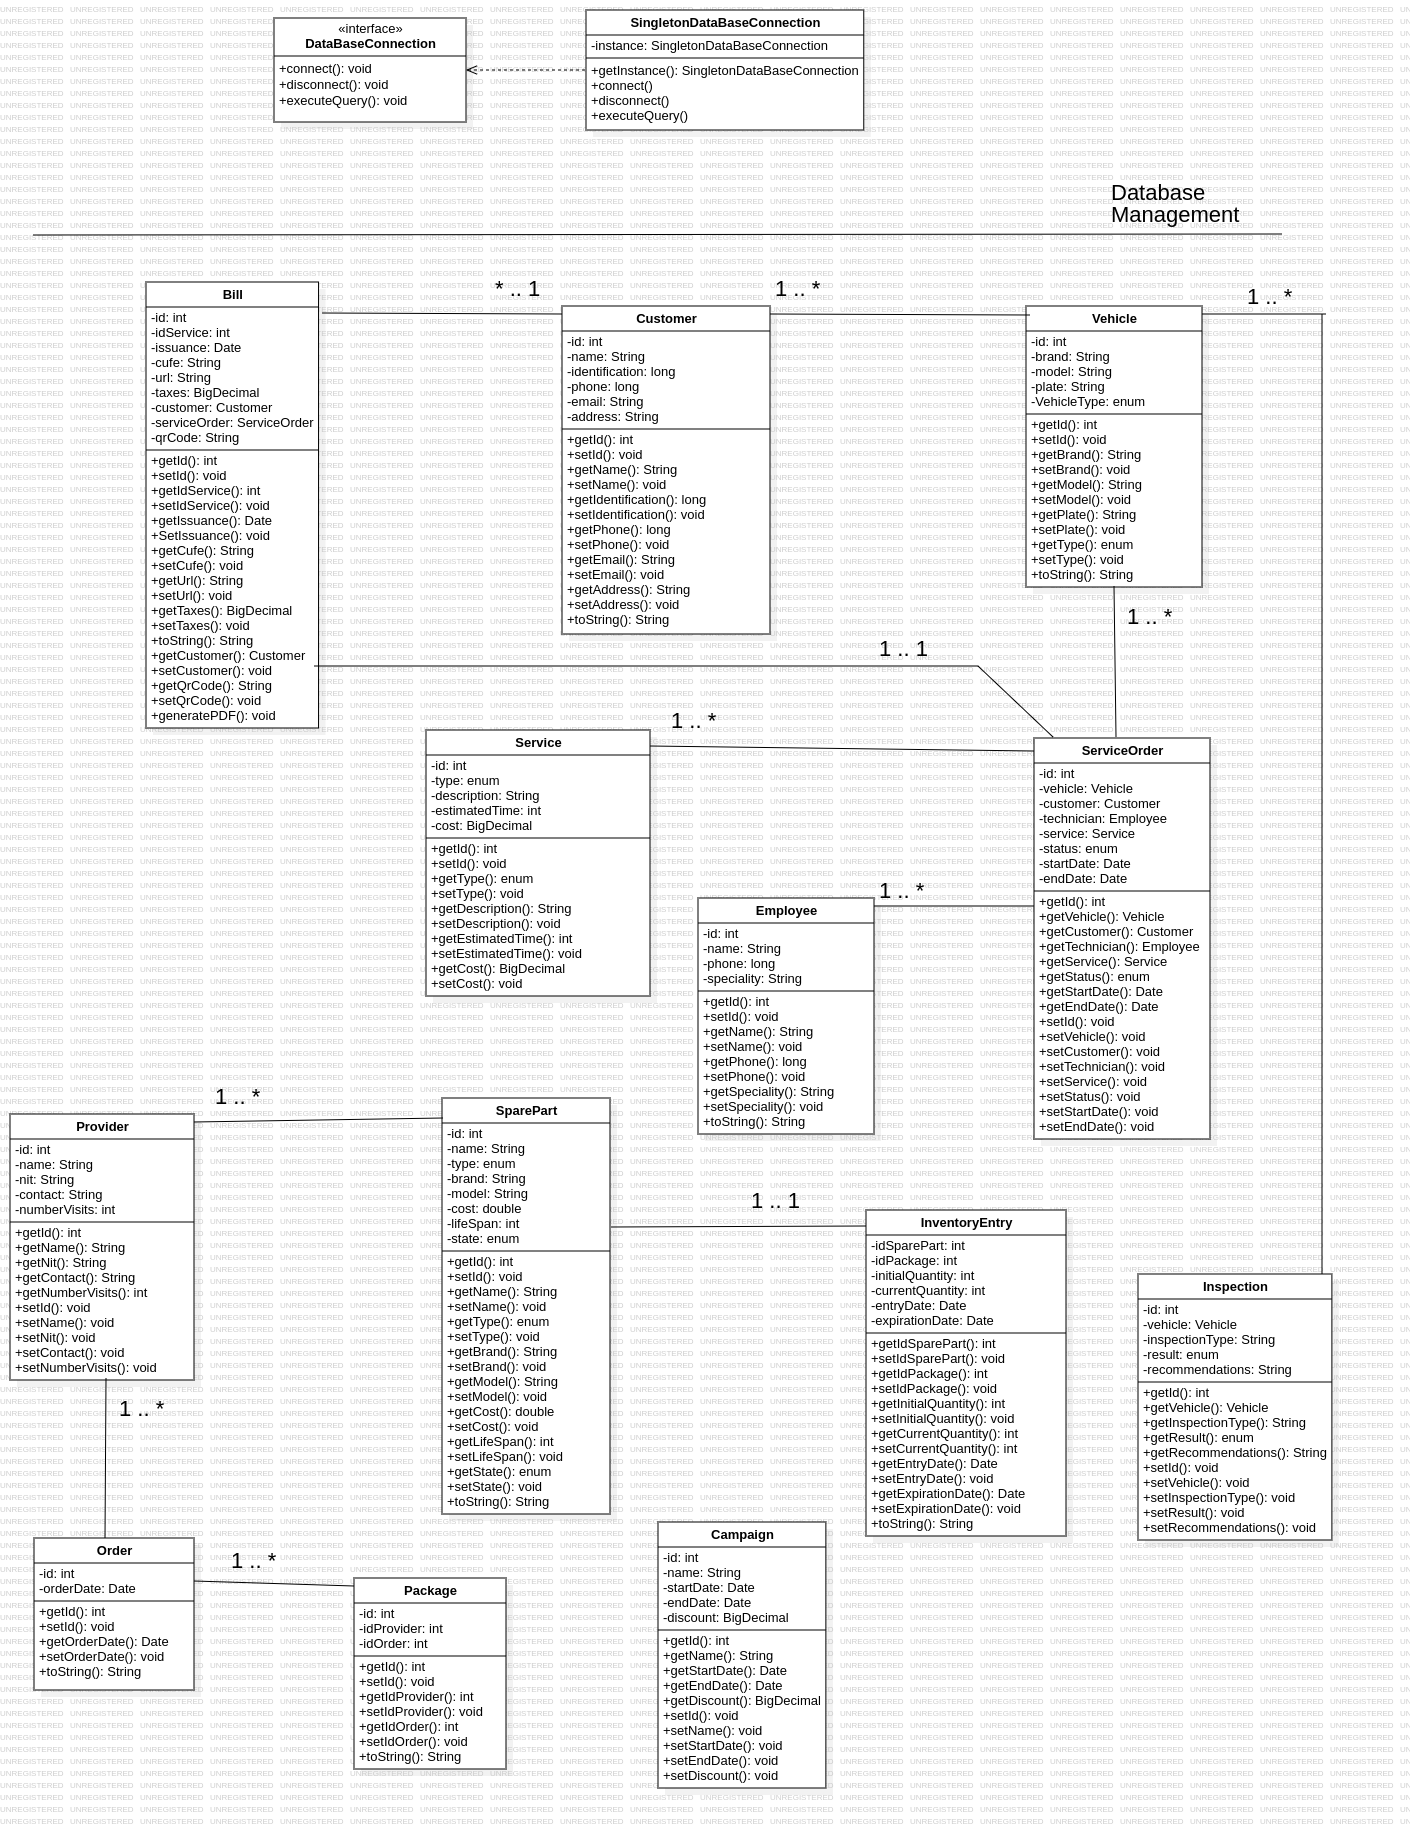 «interface»
DataBaseConnection
+connect(): void
+disconnect(): void
+executeQuery(): void
SingletonDataBaseConnection
-instance: SingletonDataBaseConnection
+getInstance(): SingletonDataBaseConnection
+connect()
+disconnect()
+executeQuery()
Database
Management
Bill
-id: int
-idService: int
-issuance: Date
-cufe: String
-url: String
-taxes: BigDecimal
-customer: Customer
-serviceOrder: ServiceOrder
-qrCode: String
+getId(): int
+setId(): void
+getIdService(): int
+setIdService(): void
+getIssuance(): Date
+SetIssuance(): void
+getCufe(): String
+setCufe(): void
+getUrl(): String
+setUrl(): void
+getTaxes(): BigDecimal
+setTaxes(): void
+toString(): String
+getCustomer(): Customer
+setCustomer(): void
+getQrCode(): String
+setQrCode(): void
+generatePDF(): void
* .. 1
Customer
-id: int
-name: String
-identification: long
-phone: long
-email: String
-address: String
+getId(): int
+setId(): void
+getName(): String
+setName(): void
+getIdentification(): long
+setIdentification(): void
+getPhone(): long
+setPhone(): void
+getEmail(): String
+setEmail(): void
+getAddress(): String
+setAddress(): void
+toString(): String
1 .. *
Vehicle
-id: int
-brand: String
-model: String
-plate: String
-VehicleType: enum
+getId(): int
+setId(): void
+getBrand(): String
+setBrand(): void
+getModel(): String
+setModel(): void
+getPlate(): String
+setPlate(): void
+getType(): enum
+setType(): void
+toString(): String
1 .. *
1 .. *
1 .. 1
Service
-id: int
-type: enum
-description: String
-estimatedTime: int
-cost: BigDecimal
+getId(): int
+setId(): void
+getType(): enum
+setType(): void
+getDescription(): String
+setDescription(): void
+getEstimatedTime(): int
+setEstimatedTime(): void
+getCost(): BigDecimal
+setCost(): void
1 .. *
Employee
-id: int
-name: String
-phone: long
-speciality: String
+getId(): int
+setId(): void
+getName(): String
+setName(): void
+getPhone(): long
+setPhone(): void
+getSpeciality(): String
+setSpeciality(): void
+toString(): String
1 .. *
ServiceOrder
-id: int
-vehicle: Vehicle
-customer: Customer
-technician: Employee
-service: Service
-status: enum
-startDate: Date
-endDate: Date
+getId(): int
+getVehicle(): Vehicle
+getCustomer(): Customer
+getTechnician(): Employee
+getService(): Service
+getStatus(): enum
+getStartDate(): Date
+getEndDate(): Date
+setId(): void
+setVehicle(): void
+setCustomer(): void
+setTechnician(): void
+setService(): void
+setStatus(): void
+setStartDate(): void
+setEndDate(): void
Provider
-id: int
-name: String
-nit: String
-contact: String
-numberVisits: int
+getId(): int
+getName(): String
+getNit(): String
+getContact(): String
+getNumberVisits(): int
+setId(): void
+setName(): void
+setNit(): void
+setContact(): void
+setNumberVisits(): void
1 .. *
SparePart
-id: int
-name: String
-type: enum
-brand: String
-model: String
-cost: double
-lifeSpan: int
-state: enum
+getId(): int
+setId(): void
+getName(): String
+setName(): void
+getType(): enum
+setType(): void
+getBrand(): String
+setBrand(): void
+getModel(): String
+setModel(): void
+getCost(): double
+setCost(): void
+getLifeSpan(): int
+setLifeSpan(): void
+getState(): enum
+setState(): void
+toString(): String
1 .. 1
InventoryEntry
-idSparePart: int
-idPackage: int
-initialQuantity: int
-currentQuantity: int
-entryDate: Date
-expirationDate: Date
+getIdSparePart(): int
+setIdSparePart(): void
+getIdPackage(): int
+setIdPackage(): void
+getInitialQuantity(): int
+setInitialQuantity(): void
+getCurrentQuantity(): int
+setCurrentQuantity(): int
+getEntryDate(): Date
+setEntryDate(): void
+getExpirationDate(): Date
+setExpirationDate(): void
+toString(): String
Inspection
-id: int
-vehicle: Vehicle
-inspectionType: String
-result: enum
-recommendations: String
+getId(): int
+getVehicle(): Vehicle
+getInspectionType(): String
+getResult(): enum
+getRecommendations(): String
+setId(): void
+setVehicle(): void
+setInspectionType(): void
+setResult(): void
+setRecommendations(): void
1 .. *
Order
-id: int
-orderDate: Date
+getId(): int
+setId(): void
+getOrderDate(): Date
+setOrderDate(): void
+toString(): String
1 .. *
Package
-id: int
-idProvider: int
-idOrder: int
+getId(): int
+setId(): void
+getIdProvider(): int
+setIdProvider(): void
+getIdOrder(): int
+setIdOrder(): void
+toString(): String
Campaign
-id: int
-name: String
-startDate: Date
-endDate: Date
-discount: BigDecimal
+getId(): int
+getName(): String
+getStartDate(): Date
+getEndDate(): Date
+getDiscount(): BigDecimal
+setId(): void
+setName(): void
+setStartDate(): void
+setEndDate(): void
+setDiscount(): void
UNREGISTERED